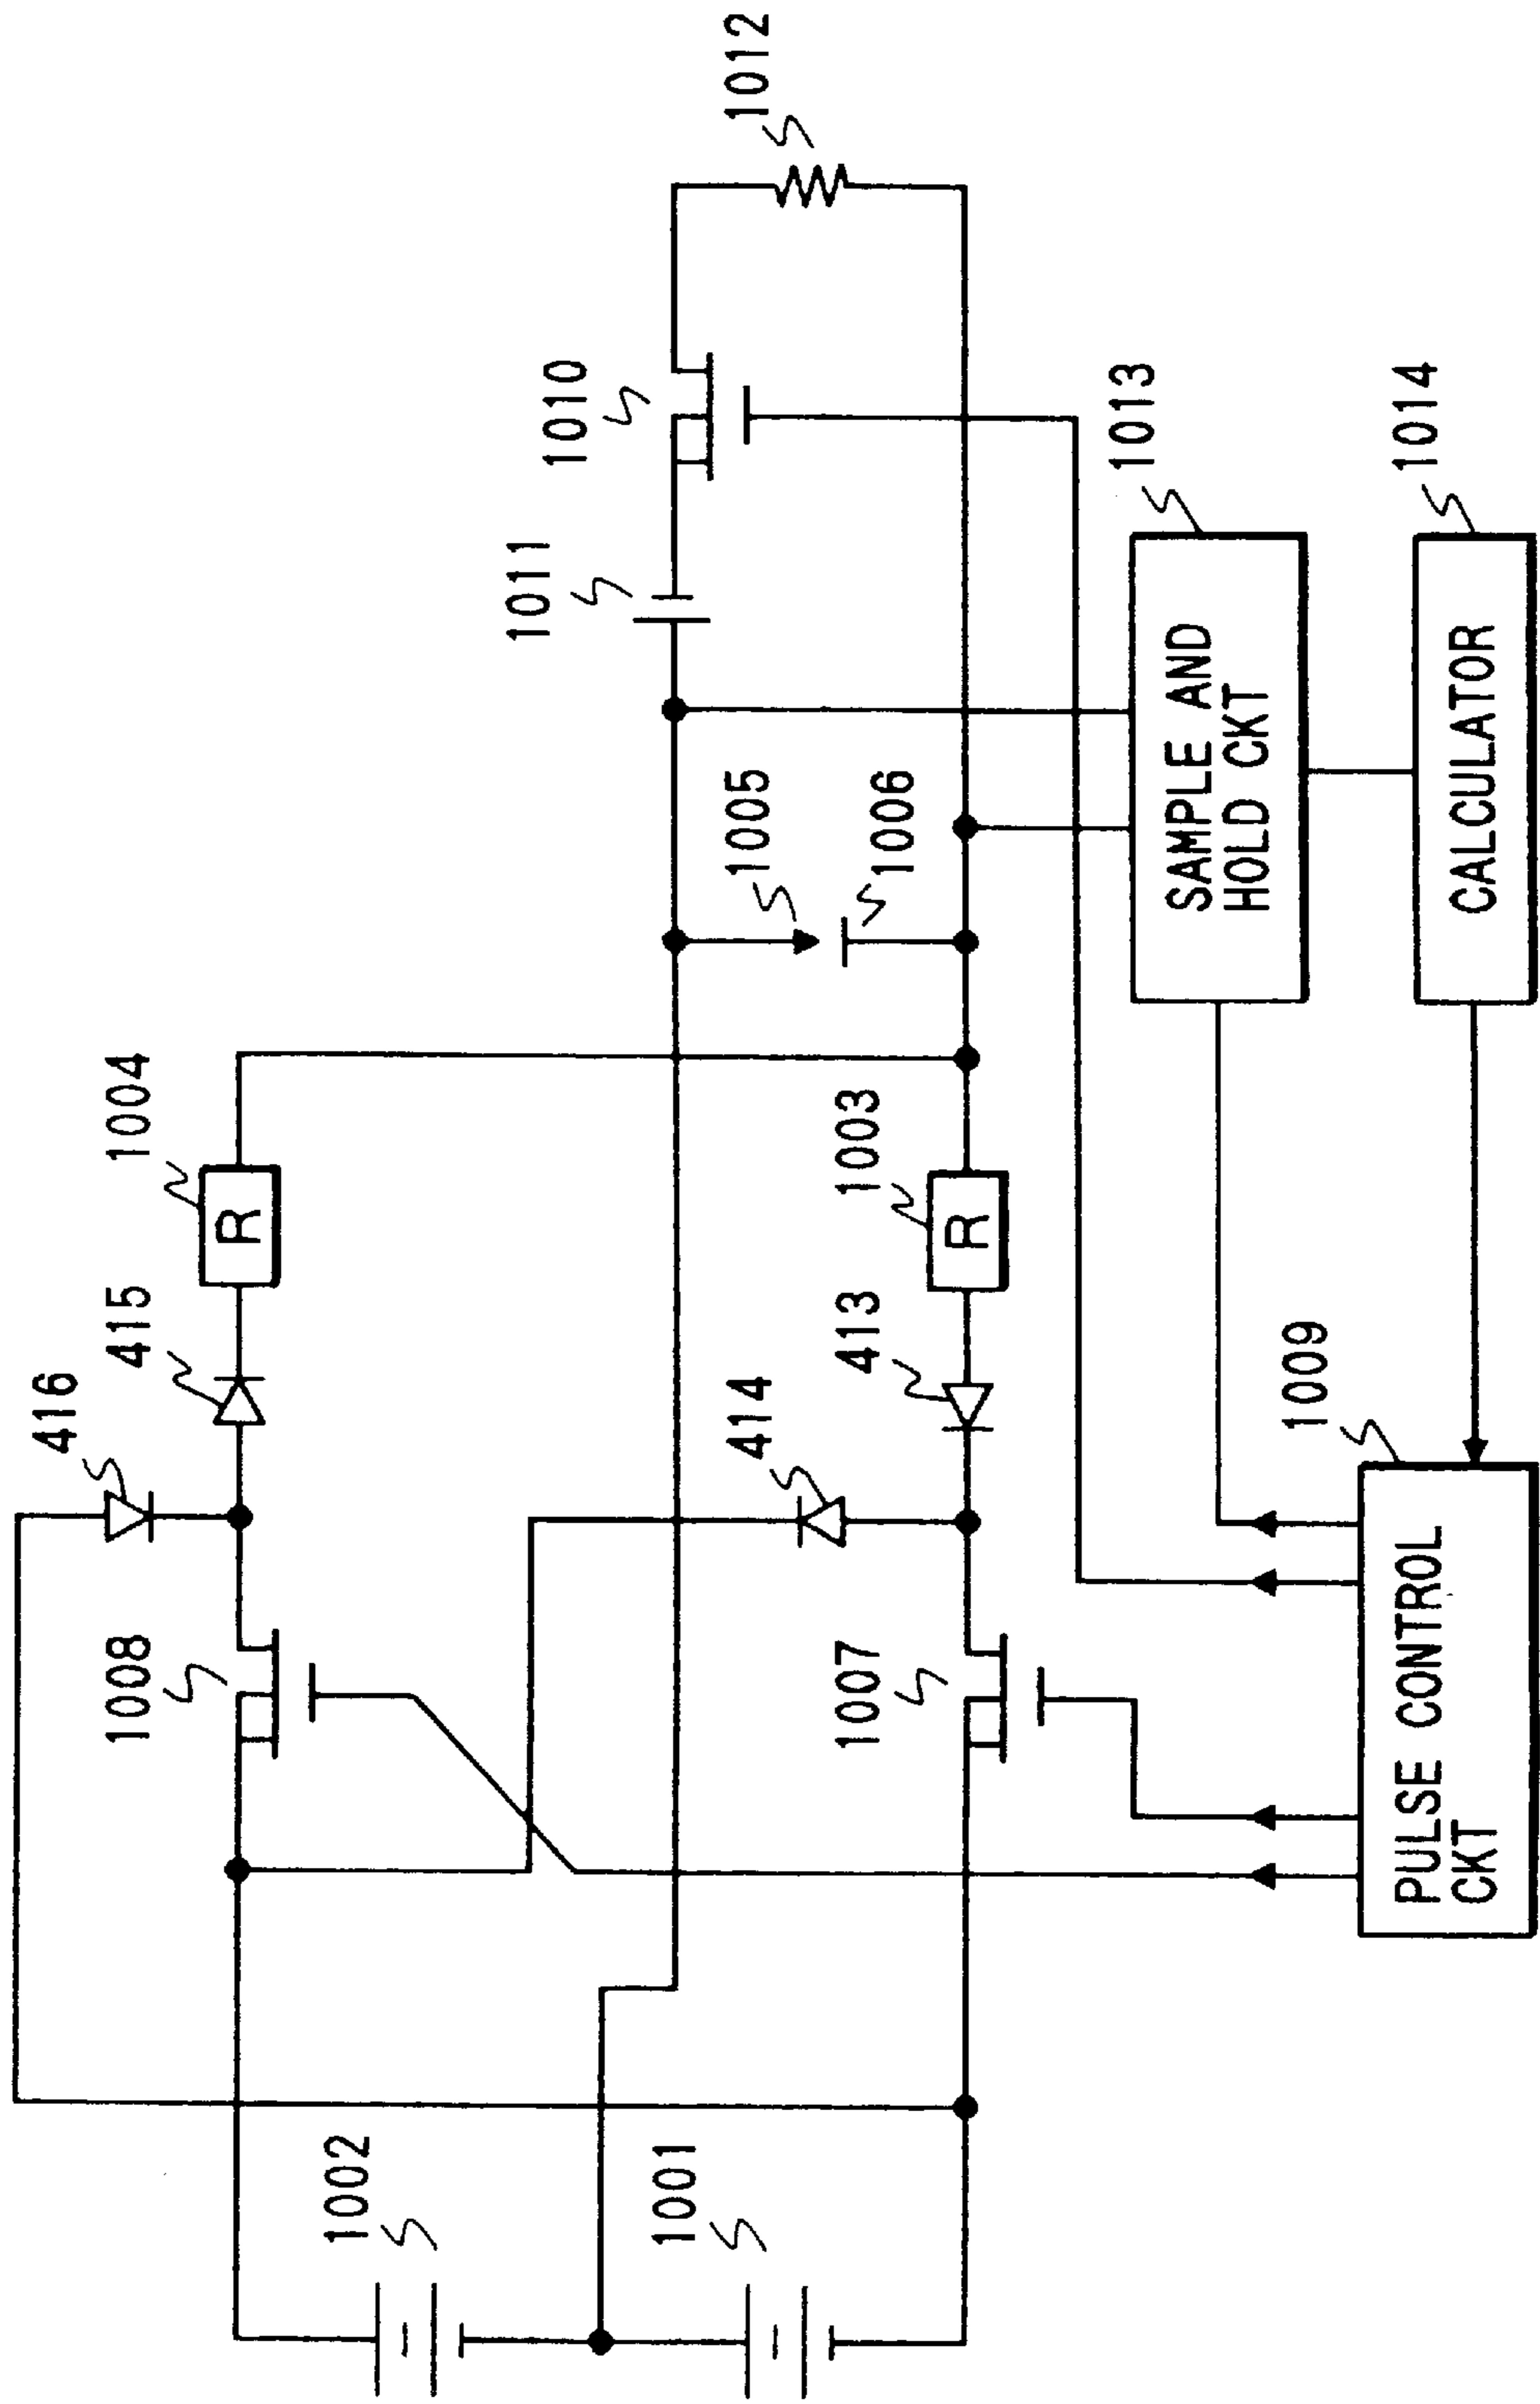 416
415
1004
1008
1002
1001
414
413
1003
1007
1005
1006
1011
1010
1012
R
R
1009
PULSE CONTROL
CKT
1013
SAMPLE AND
HOLD CKT
1014
CALCULATOR